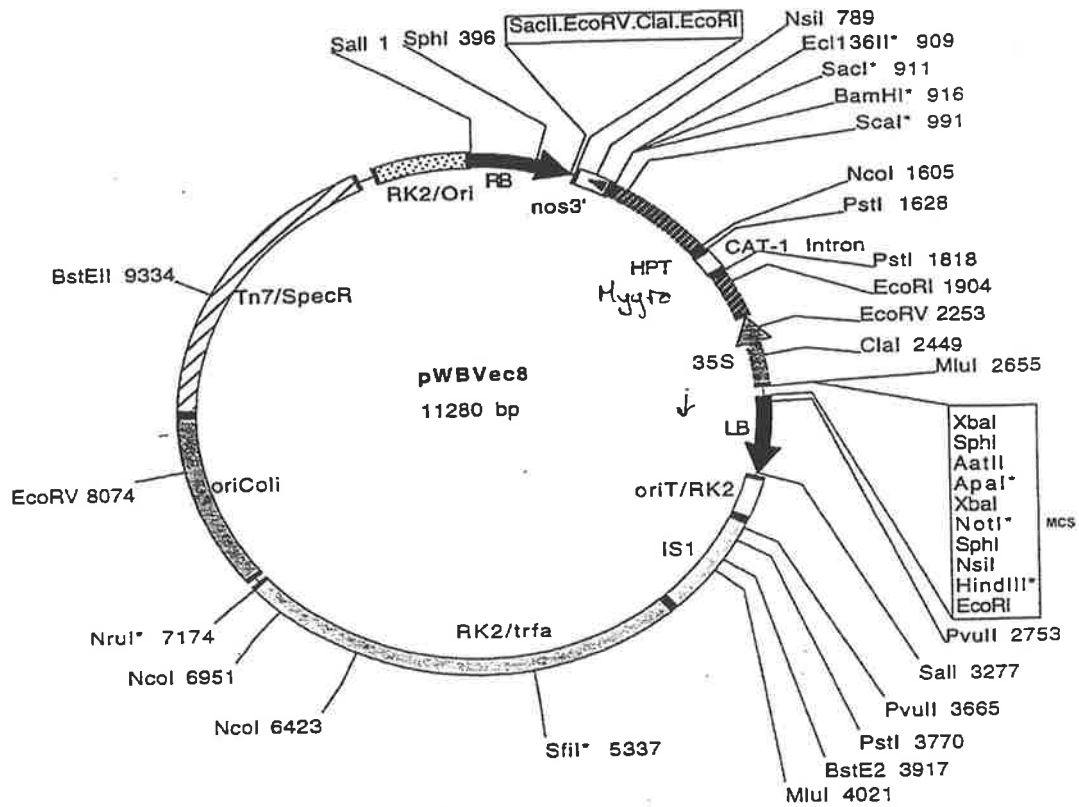 SacII.EcoRV.ClaI.EcoRI
SalI 1
SphI 396
NsiI 789
Ecl136II* 909
SacI* 911
BamHI* 916
ScaI* 991
NcoI 1605
PstI 1628
CAT-1 Intron
PstI 1818
EcoRI 1904
EcoRV 2253
ClaI 2449
MluI 2655
RK2/Ori
RB
nos3'
HPT
Hygro
35S
LB
BstEII 9334
Tn7/SpecR
pWBVec8
11280 bp
XbaI
SphI
AatII
ApaI*
XbaI
NotI*
SphI
NsiI
HindIII*
EcoRI
MCS
EcoRV 8074
oriColi
oriT/RK2
IS1
RK2/trfa
NruI* 7174
NcoI 6951
NcoI 6423
SfiI* 5337
PvuII 2753
SalI 3277
PvuII 3665
PstI 3770
BstE2 3917
MluI 4021